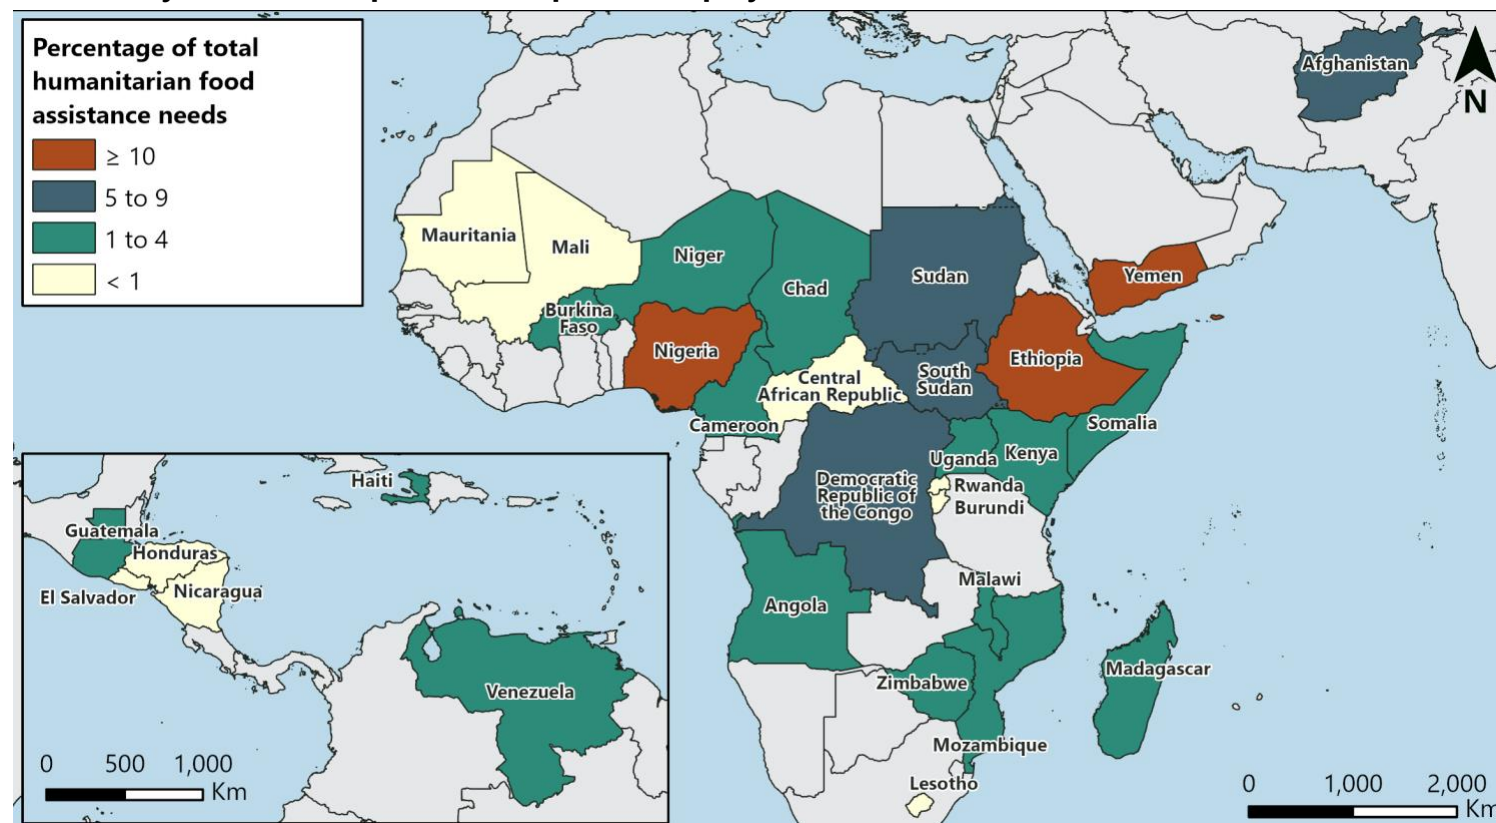 Percentage of total
humanitarian food
assistance needs
≥ 10
5 to 9
1 to 4
< 1
N
Afghanistan
Mauritania
Mali
Niger
Chad
Sudan
Yemen
Burkina
Faso
Nigeria
Ethiopia
South
Sudan
Central
African Republic
Cameroon
Somalia
Uganda
Kenya
Rwanda
Burundi
Democratic
Republic of
the Congo
Malawi
Angola
Zimbabwe
Madagascar
Mozambique
Lesotho
0 1,000 2,000
Km
Haiti
Guatemala
Honduras
El Salvador
Nicaragua
Venezuela
0 500 1,000
Km